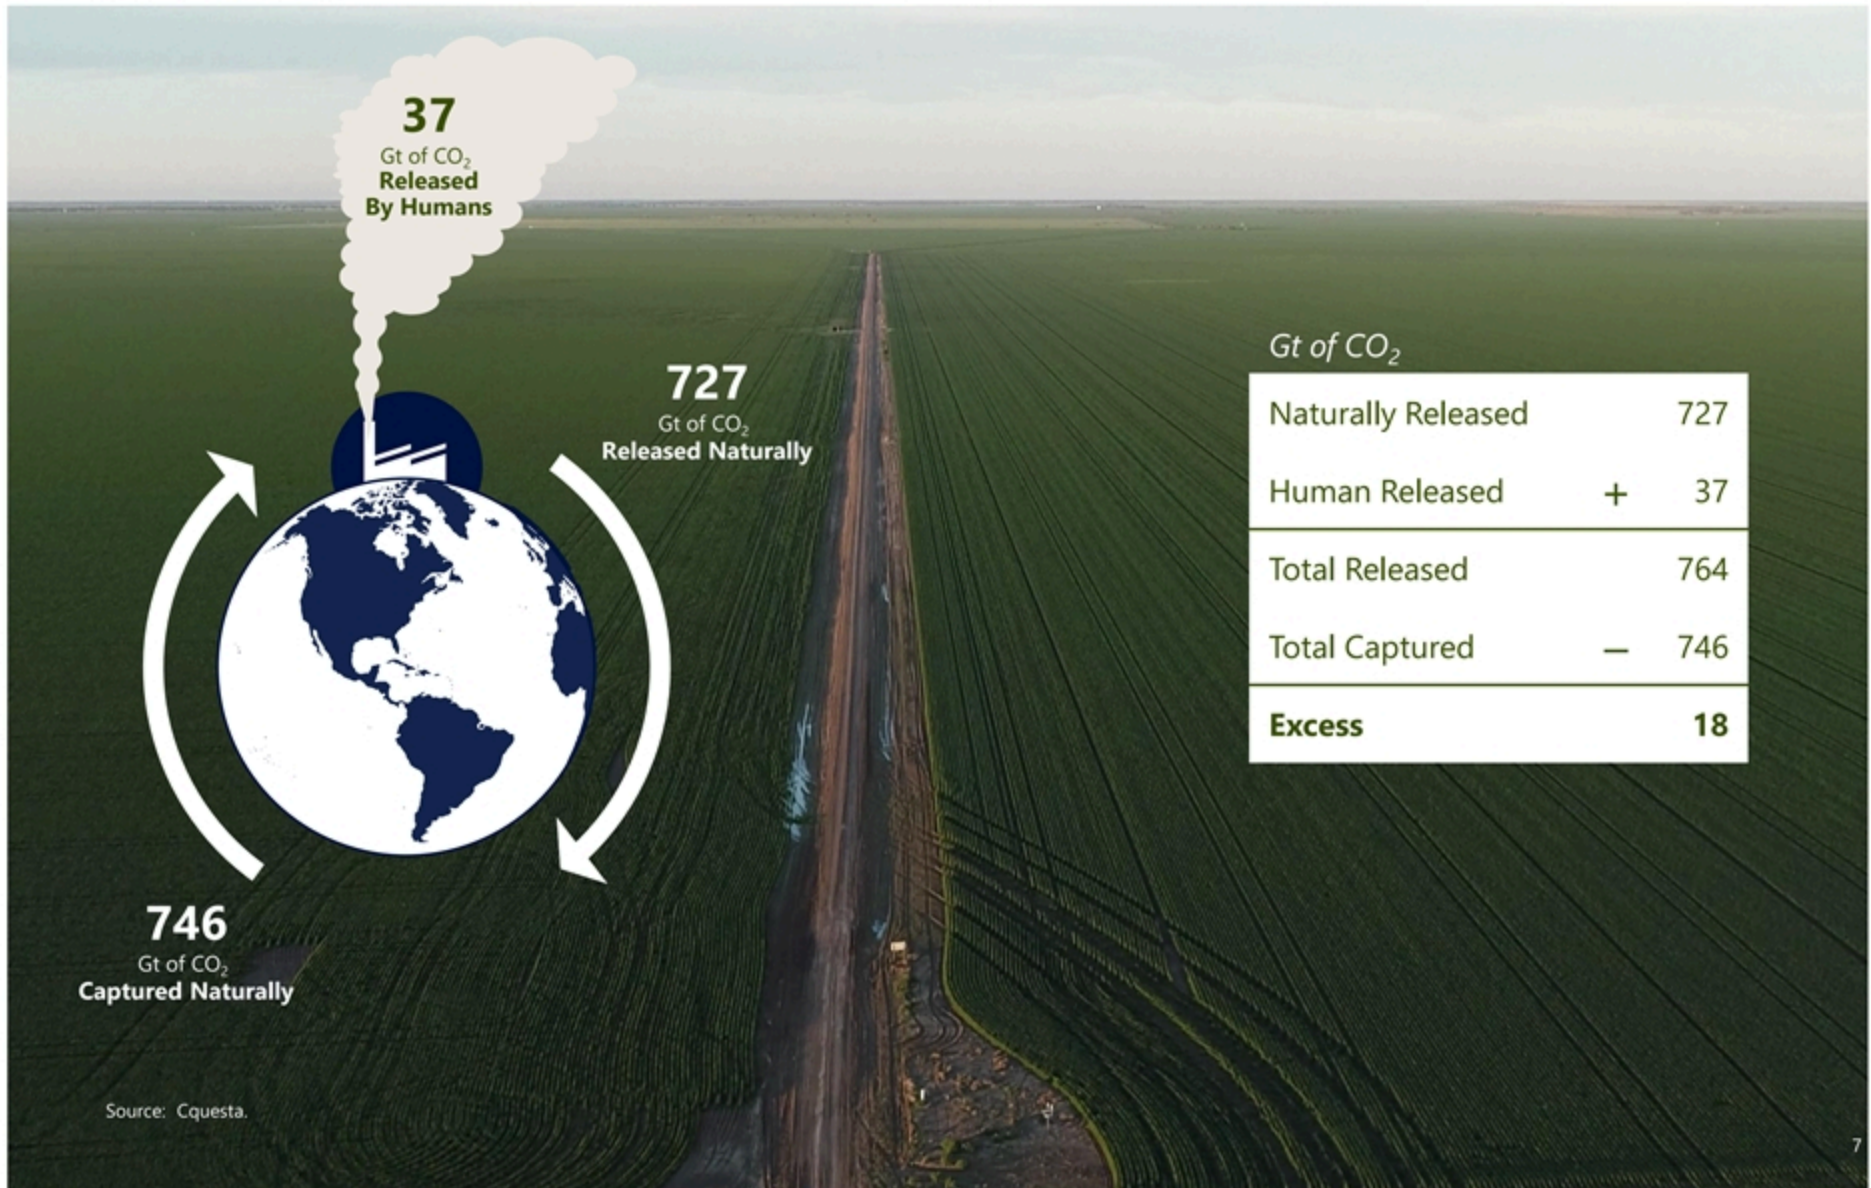 37
Gt of CO₂
Released
By Humans
727
Gt of CO₂
Released Naturally
746
Gt of CO₂
Captured Naturally
Gt of CO₂
Naturally Released 727
Human Released + 37
Total Released 764
Total Captured – 746
Excess 18
Source: Cquesta.
7